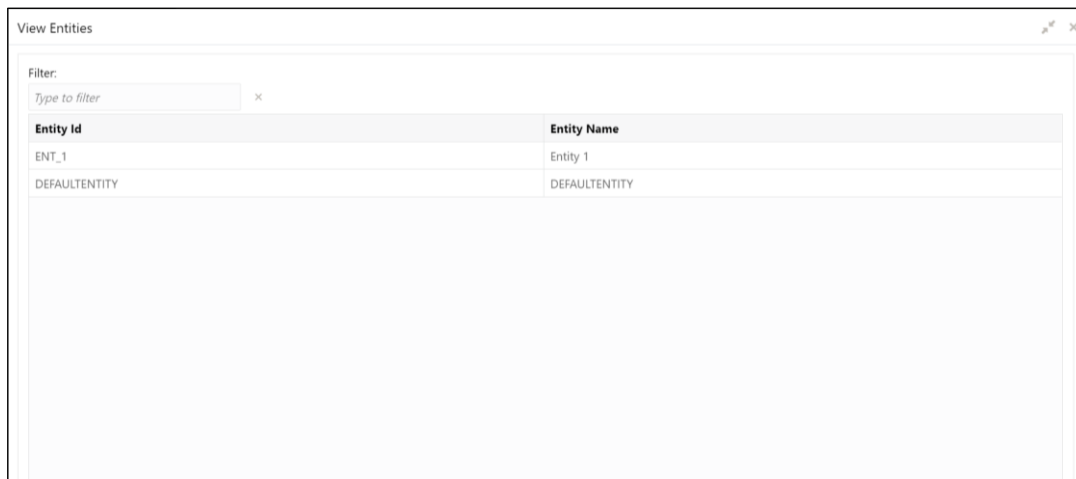 View Entities
Filter:
Type to filter
Entity Id Entity Name
ENT_1 Entity 1
DEFAULTENTITY DEFAULTENTITY